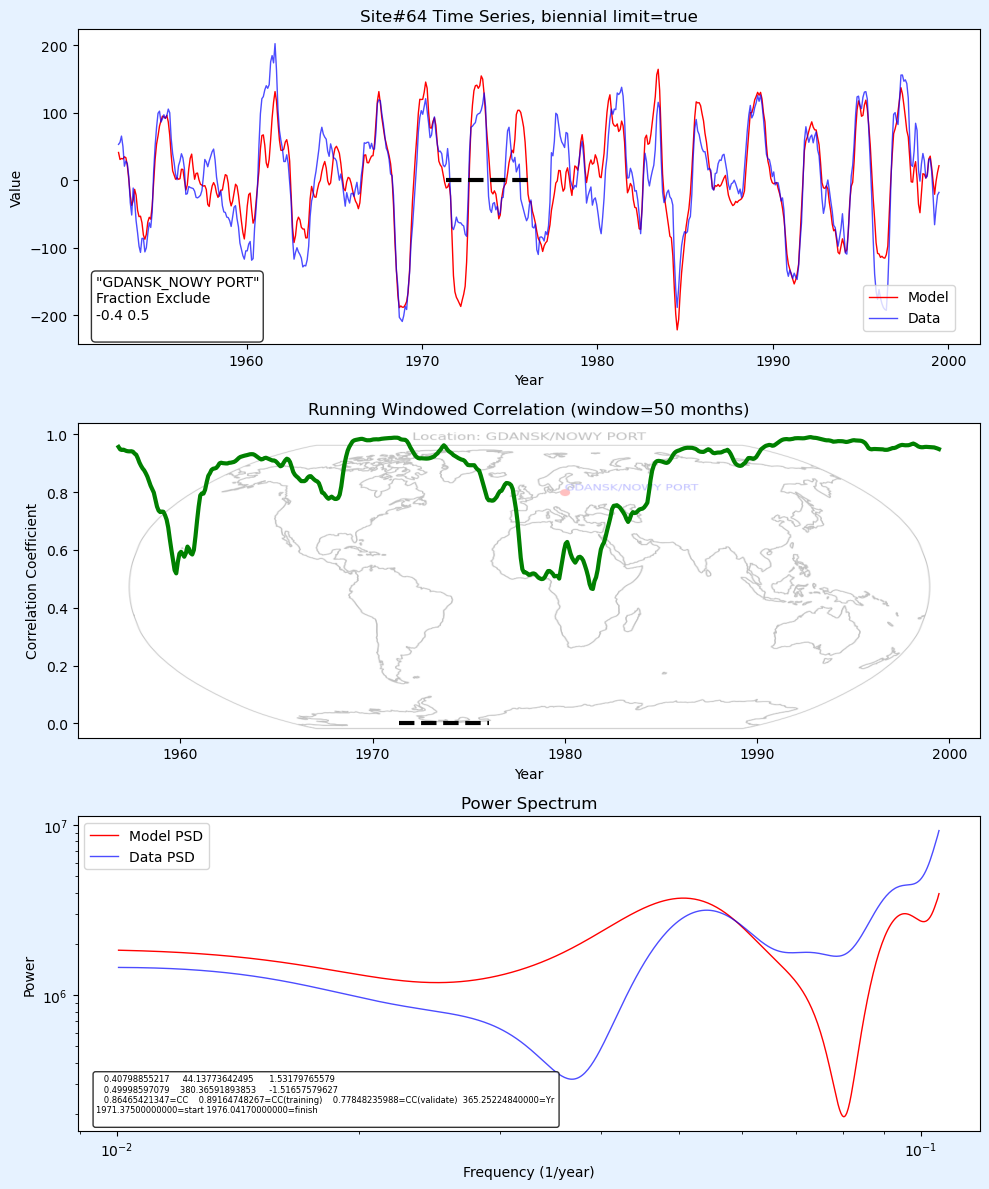 Site#64 Time Series, biennial limit=true
Value
200
100
0
−100
−200
"GDANSK_NOWY PORT"
Fraction Exclude
-0.4 0.5
Model
Data
1960
1970
1980
1990
2000
Year
Running Windowed Correlation (window=50 months)
Location: GDANSK/NOWY PORT
GDANSK/NOWY PORT
Correlation Coefficient
1.0
0.8
0.6
0.4
0.2
0.0
1960
1970
1980
1990
2000
Year
Power Spectrum
Model PSD
Data PSD
Power
10^7
10^6
0.40798855217 44.13773642495 1.53179765579
0.49998597079 380.36591893853 -1.51657579627
0.86465421347=CC 0.89164748267=CC(training) 0.77848235988=CC(validate) 365.25224840000=Yr
1971.37500000000=start 1976.04170000000=finish
10^−2
10^−1
Frequency (1/year)